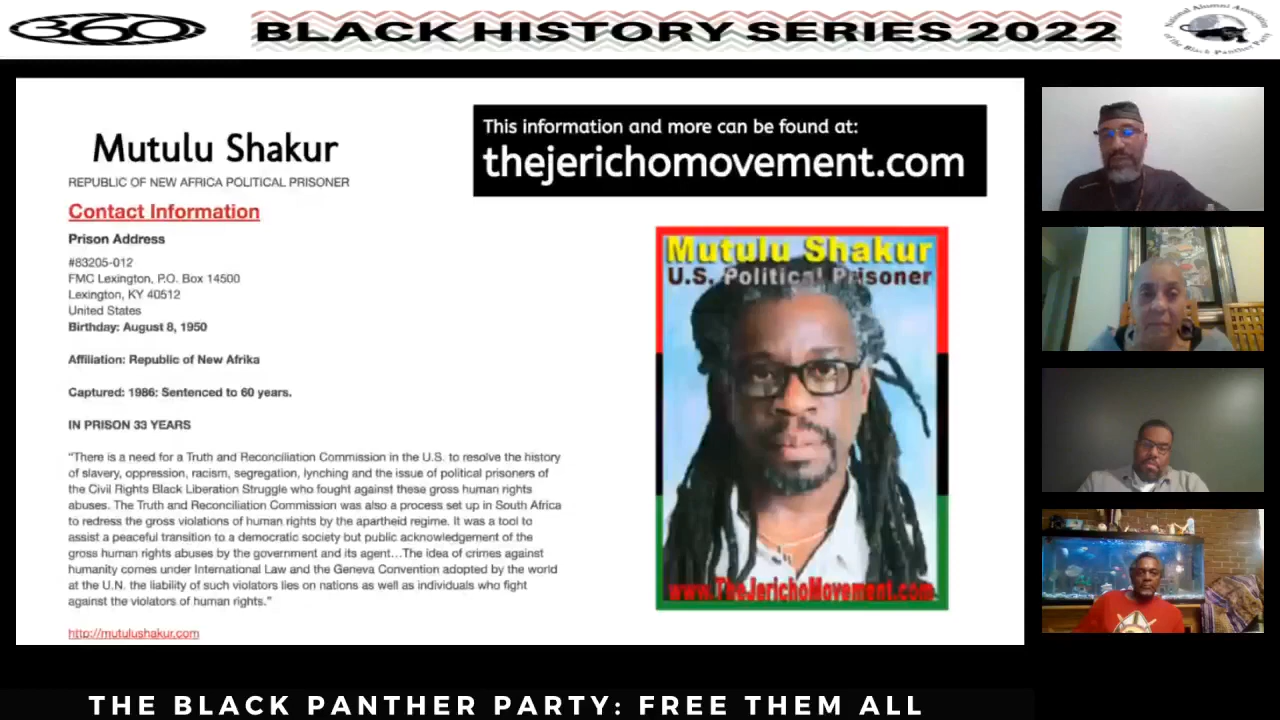 360
BLACK HISTORY SERIES 2022
National Alumni Association
of the Black Panther Party
Mutulu Shakur
REPUBLIC OF NEW AFRICA POLITICAL PRISONER
Contact Information
Prison Address
#83205-012
FMC Lexington, P.O. Box 14500
Lexington, KY 40512
United States
Birthday: August 8, 1950
Affiliation: Republic of New Afrika
Captured: 1986: Sentenced to 60 years.
IN PRISON 33 YEARS
“There is a need for a Truth and Reconciliation Commission in the U.S. to resolve the history
of slavery, oppression, racism, segregation, lynching and the issue of political prisoners of
the Civil Rights Black Liberation Struggle who fought against these gross human rights
abuses. The Truth and Reconciliation Commission was also a process set up in South Africa
to redress the gross violations of human rights by the apartheid regime. It was a tool to
assist a peaceful transition to a democratic society but public acknowledgement of the
gross human rights abuses by the government and its agent…The idea of crimes against
humanity comes under International Law and the Geneva Convention adopted by the world
at the U.N. the liability of such violators lies on nations as well as individuals who fight
against the violators of human rights.”
http://mutulushakur.com
This information and more can be found at:
thejerichomovement.com
Mutulu Shakur
U.S. Political Prisoner
www.TheJerichoMovement.com
THE BLACK PANTHER PARTY: FREE THEM ALL